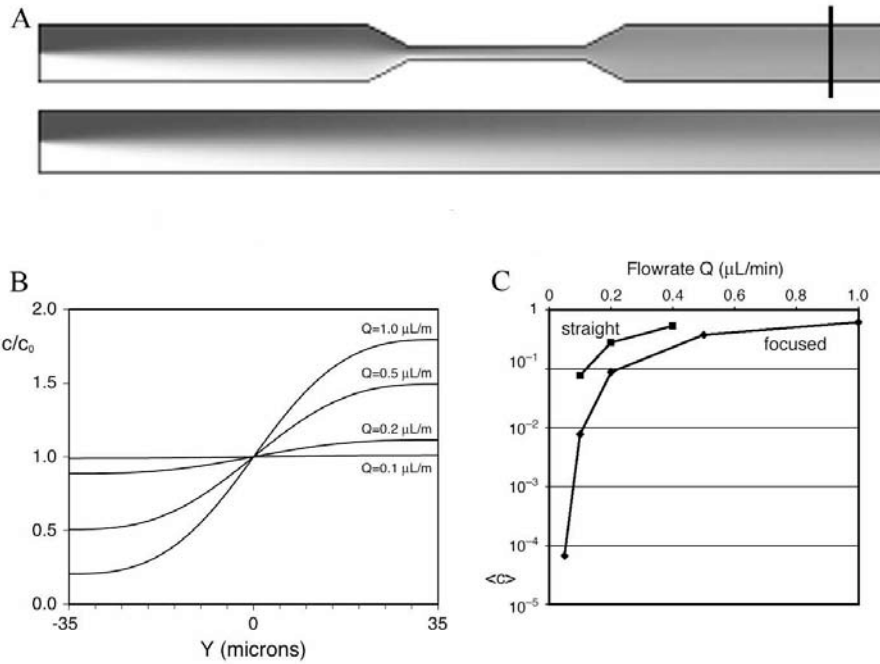 A
B
2.0
c/c0
1.5
1.0
0.5
0.0
Q=1.0 μL/m
Q=0.5 μL/m
Q=0.2 μL/m
Q=0.1 μL/m
-35
0
35
Y (microns)
C
Flowrate Q (μL/min)
0
0.2
0.4
0.6
0.8
1.0
1
10−1
10−2
10−3
10−4
<c>
10−5
straight
focused